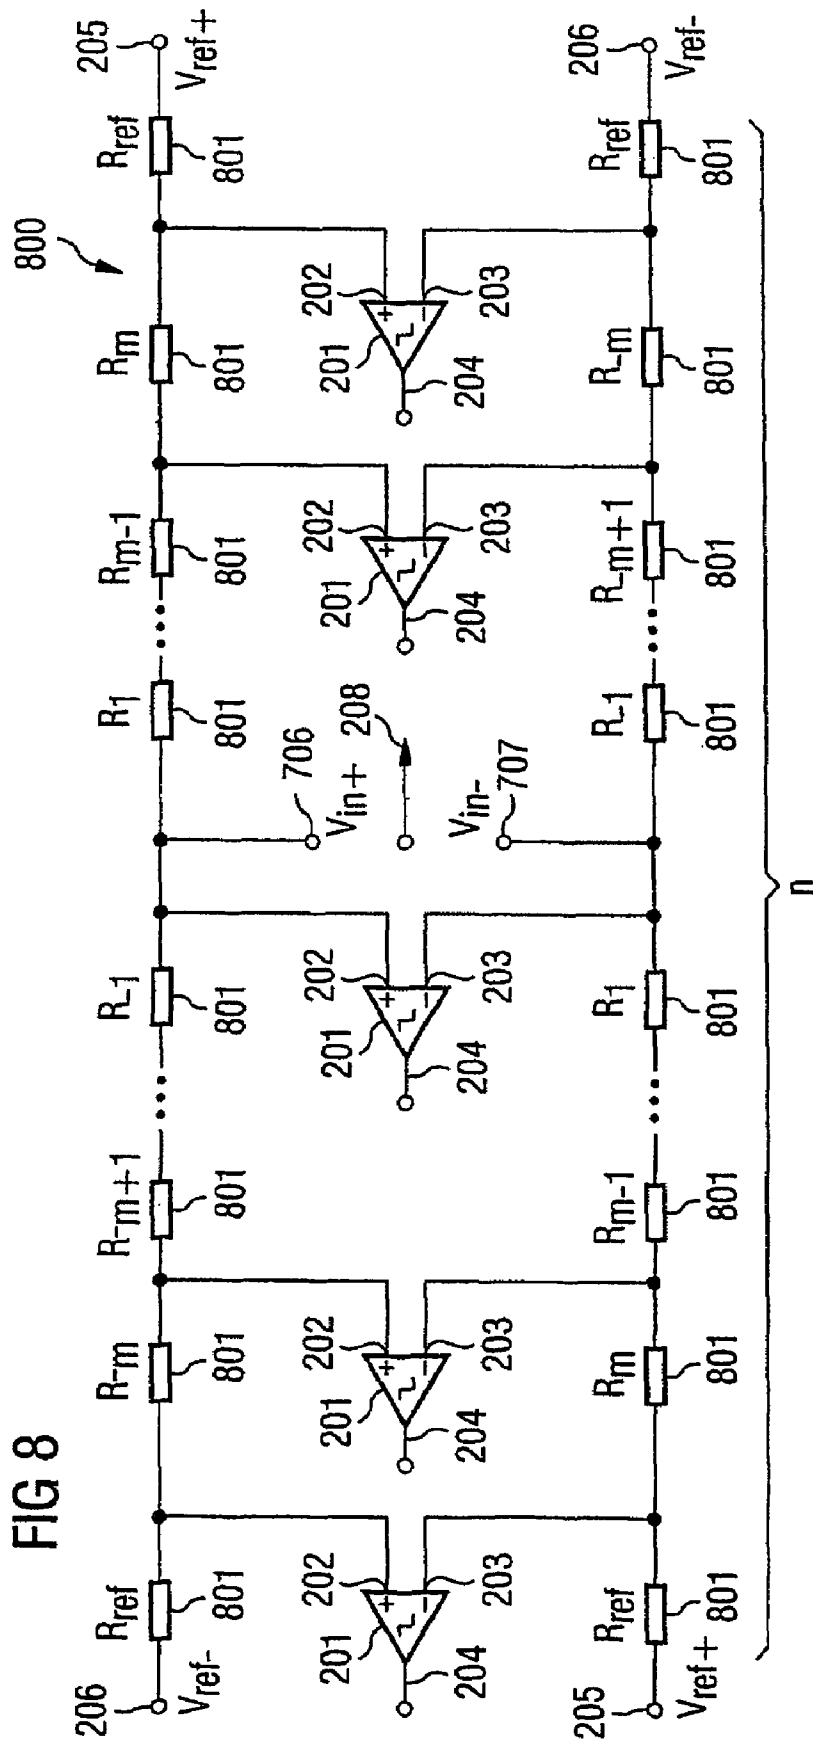 FIG 8
800
206 Rref R-m R-m+1 R-1 R1 Rm-1 Rm Rref 205
Vref- 801 801 801 801 801 801 801 801 Vref+
706
202 202 202 202 202
201 201 201 201 201
Vin+
208
+ + + + +
− − − − −
204 204 204 204 204
203 203 203 203 203
Vin-
707
205 Rref Rm Rm-1 R1 R-1 R-m+1 R-m Rref 206
Vref+ 801 801 801 801 801 801 801 801 Vref-
n